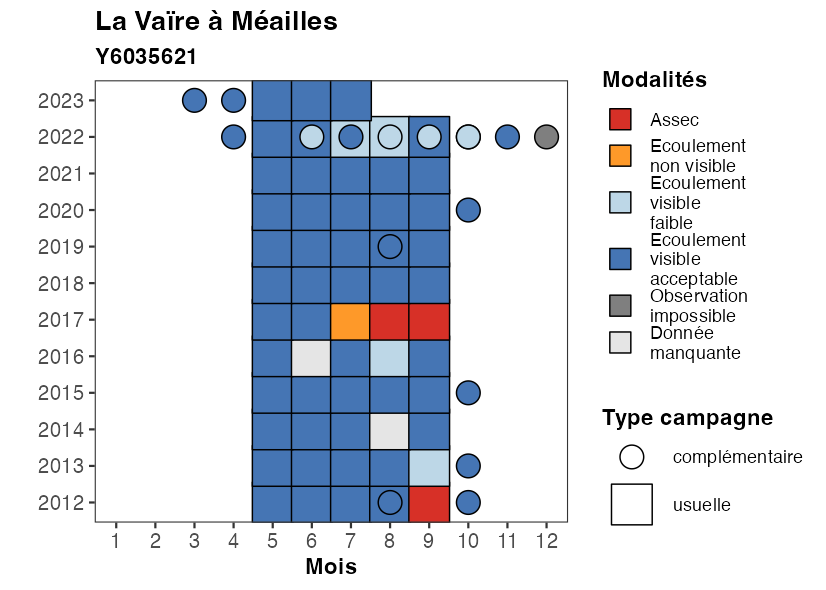 La Vaïre à Méailles
Y6035621
2023
2022
2021
2020
2019
2018
2017
2016
2015
2014
2013
2012
1 2 3 4 5 6 7 8 9 10 11 12
Mois
Modalités
Assec
Ecoulement
non visible
Ecoulement
visible
faible
Ecoulement
visible
acceptable
Observation
impossible
Donnée
manquante
Type campagne
complémentaire
usuelle